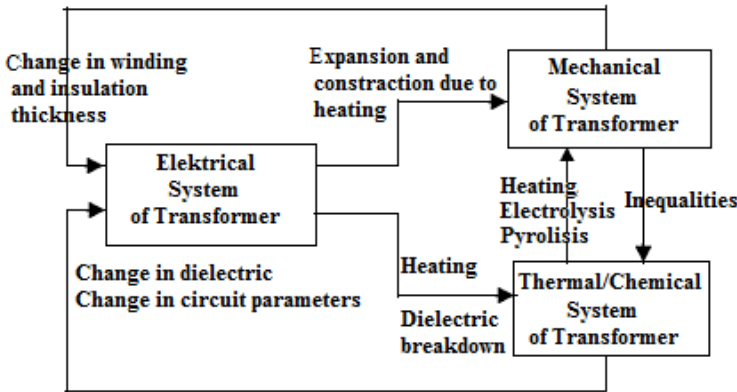 Change in winding
and insulation
thickness
Expansion and
constraction due to
heating
Mechanical
System
of Transformer
Elektrical
System
of Transformer
Heating
Electrolysis
Pyrolisis
Inequalities
Change in dielectric
Change in circuit parameters
Heating
Dielectric
breakdown
Thermal/Chemical
System
of Transformer